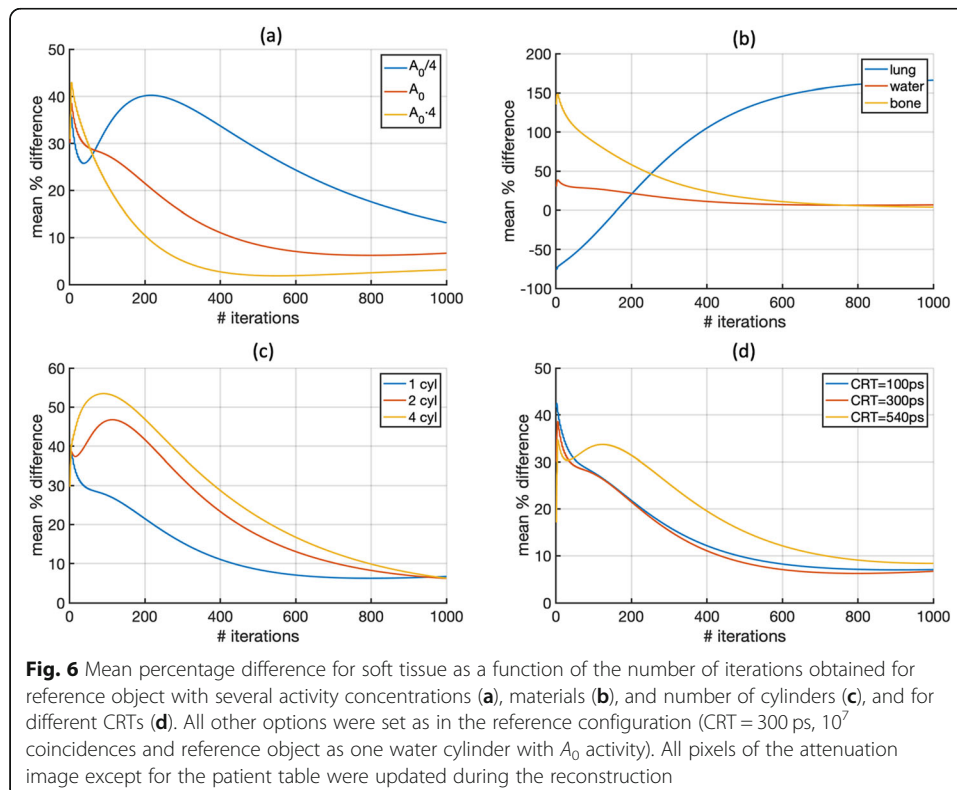 (a)
mean % difference
50
40
30
20
10
0
0 200 400 600 800 1000
# iterations
A₀/4
A₀
A₀·4
(b)
mean % difference
200
150
100
50
0
-50
-100
0 200 400 600 800 1000
# iterations
lung
water
bone
(c)
mean % difference
60
50
40
30
20
10
0
0 200 400 600 800 1000
# iterations
1 cyl
2 cyl
4 cyl
(d)
mean % difference
50
40
30
20
10
0
0 200 400 600 800 1000
# iterations
CRT=100ps
CRT=300ps
CRT=540ps
Fig. 6 Mean percentage difference for soft tissue as a function of the number of iterations obtained for
reference object with several activity concentrations (a), materials (b), and number of cylinders (c), and for
different CRTs (d). All other options were set as in the reference configuration (CRT = 300 ps, 10⁷
coincidences and reference object as one water cylinder with A₀ activity). All pixels of the attenuation
image except for the patient table were updated during the reconstruction